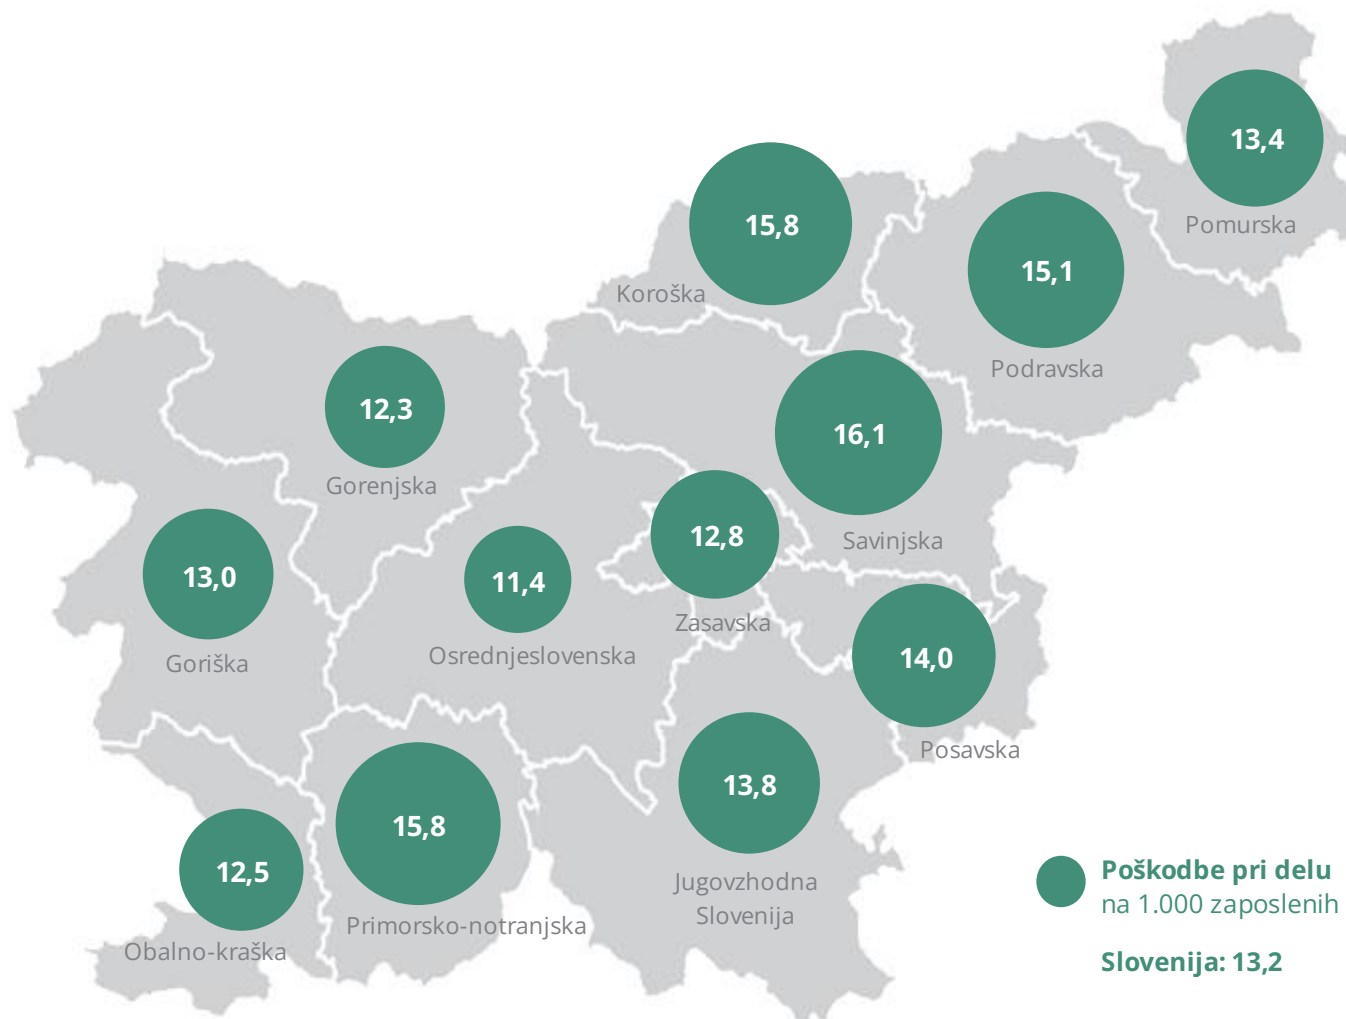 13,4
Pomurska
15,8
Koroška
15,1
Podravska
12,3
Gorenjska
16,1
Savinjska
13,0
Goriška
11,4
Osrednjeslovenska
12,8
Zasavska
14,0
Posavska
13,8
Jugovzhodna
Slovenija
15,8
Primorsko-notranjska
12,5
Obalno-kraška
Poškodbe pri delu
na 1.000 zaposlenih
Slovenija: 13,2